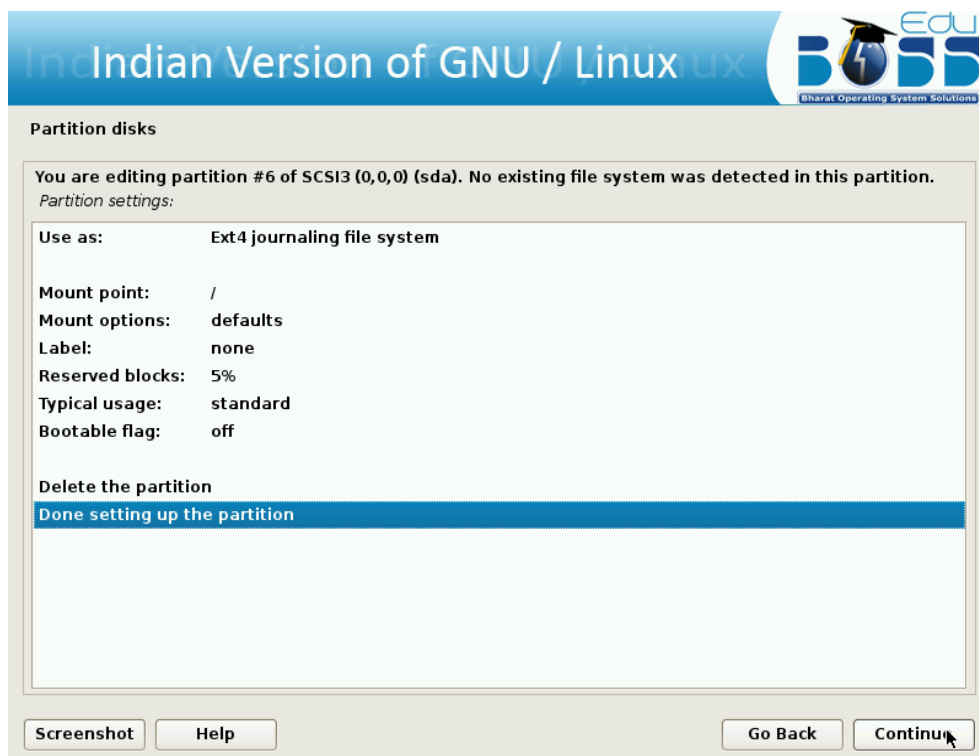 Indian Version of GNU / Linux
Edu
BOSS
Bharat Operating System Solutions
Partition disks
You are editing partition #6 of SCSI3 (0,0,0) (sda). No existing file system was detected in this partition.
Partition settings:
Use as: Ext4 journaling file system
Mount point: /
Mount options: defaults
Label: none
Reserved blocks: 5%
Typical usage: standard
Bootable flag: off
Delete the partition
Done setting up the partition
Screenshot Help Go Back Continue